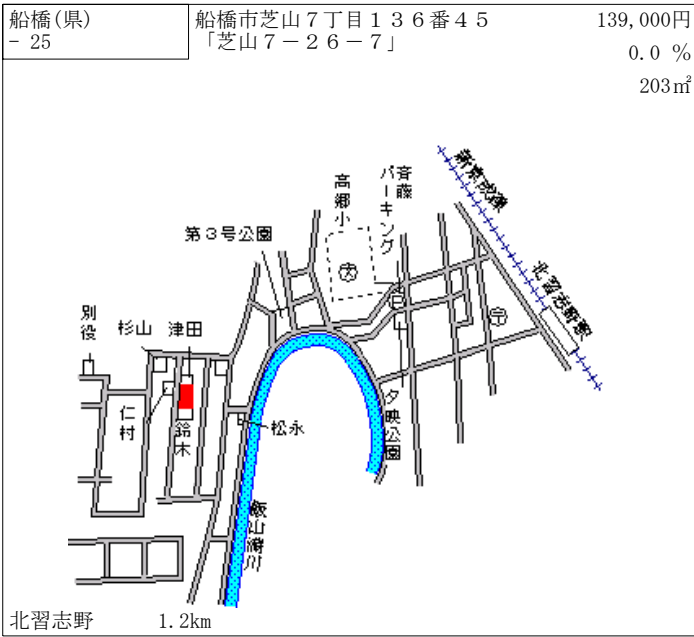 船橋(県)
- 25
船橋市芝山７丁目１３６番４５
「芝山７－２６－７」
139,000円
0.0 %
203㎡
新京成線
斉藤
パーキング
高郷小
第３号公園
文
北習志野駅
別役
杉山
津田
仁村
鈴木
松永
夕映公園
飯山満川
北習志野
1.2km